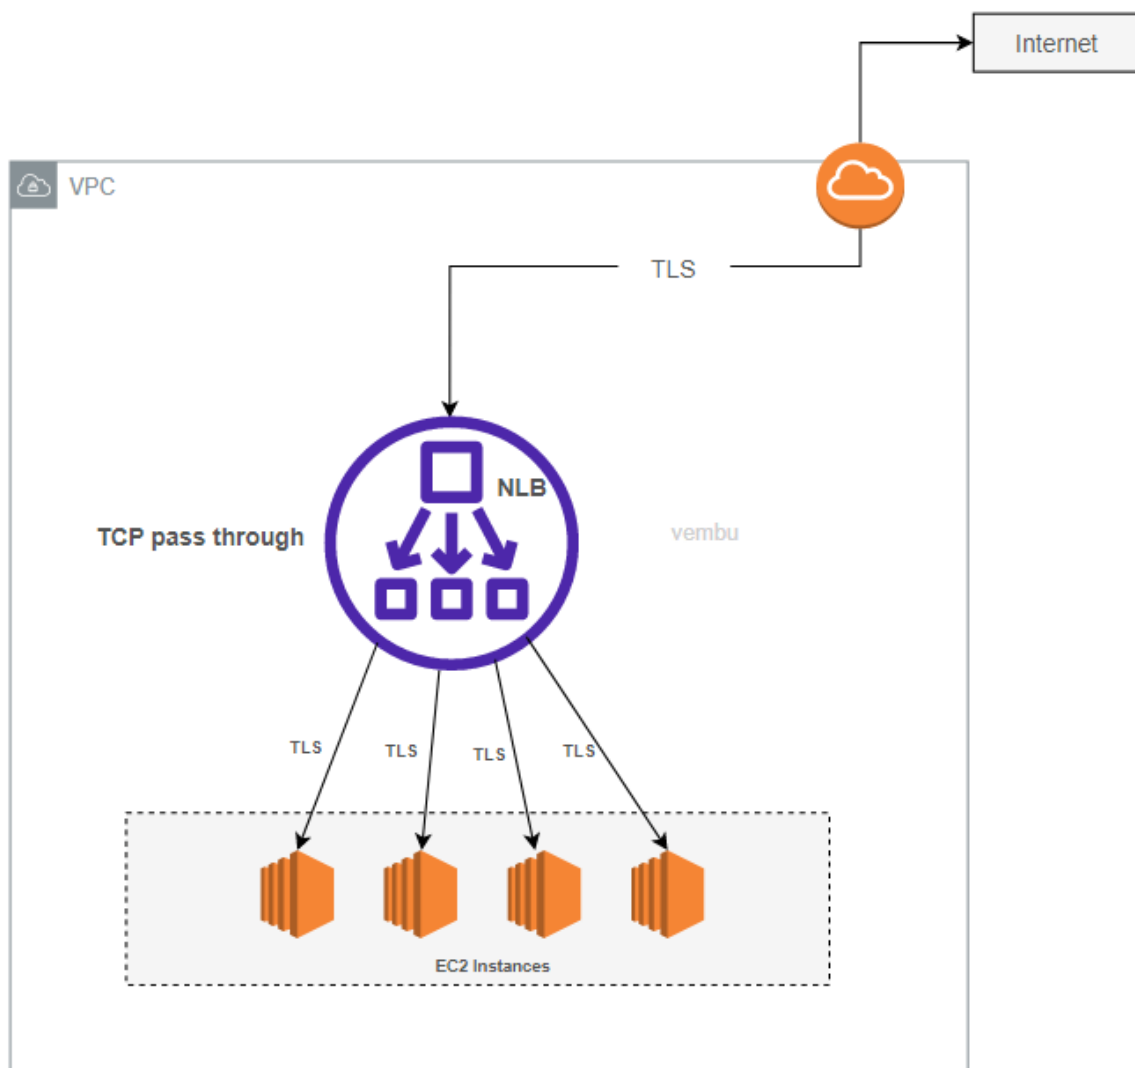 Internet
VPC
TLS
NLB
TCP pass through
vembu
TLS
TLS
TLS
TLS
EC2 Instances